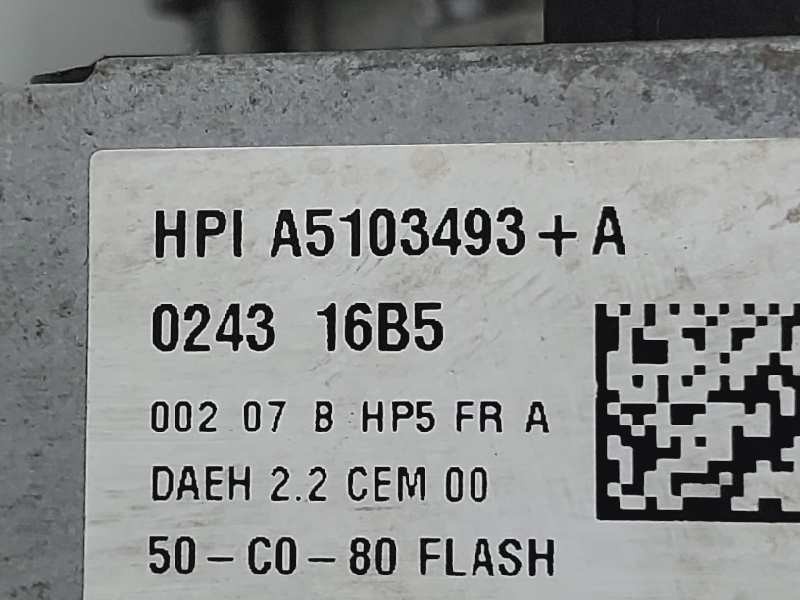 HPI A5103493+A
0243 16B5
002 07 B HP5 FR A
DAEH 2.2 CEM 00
50-C0-80 FLASH